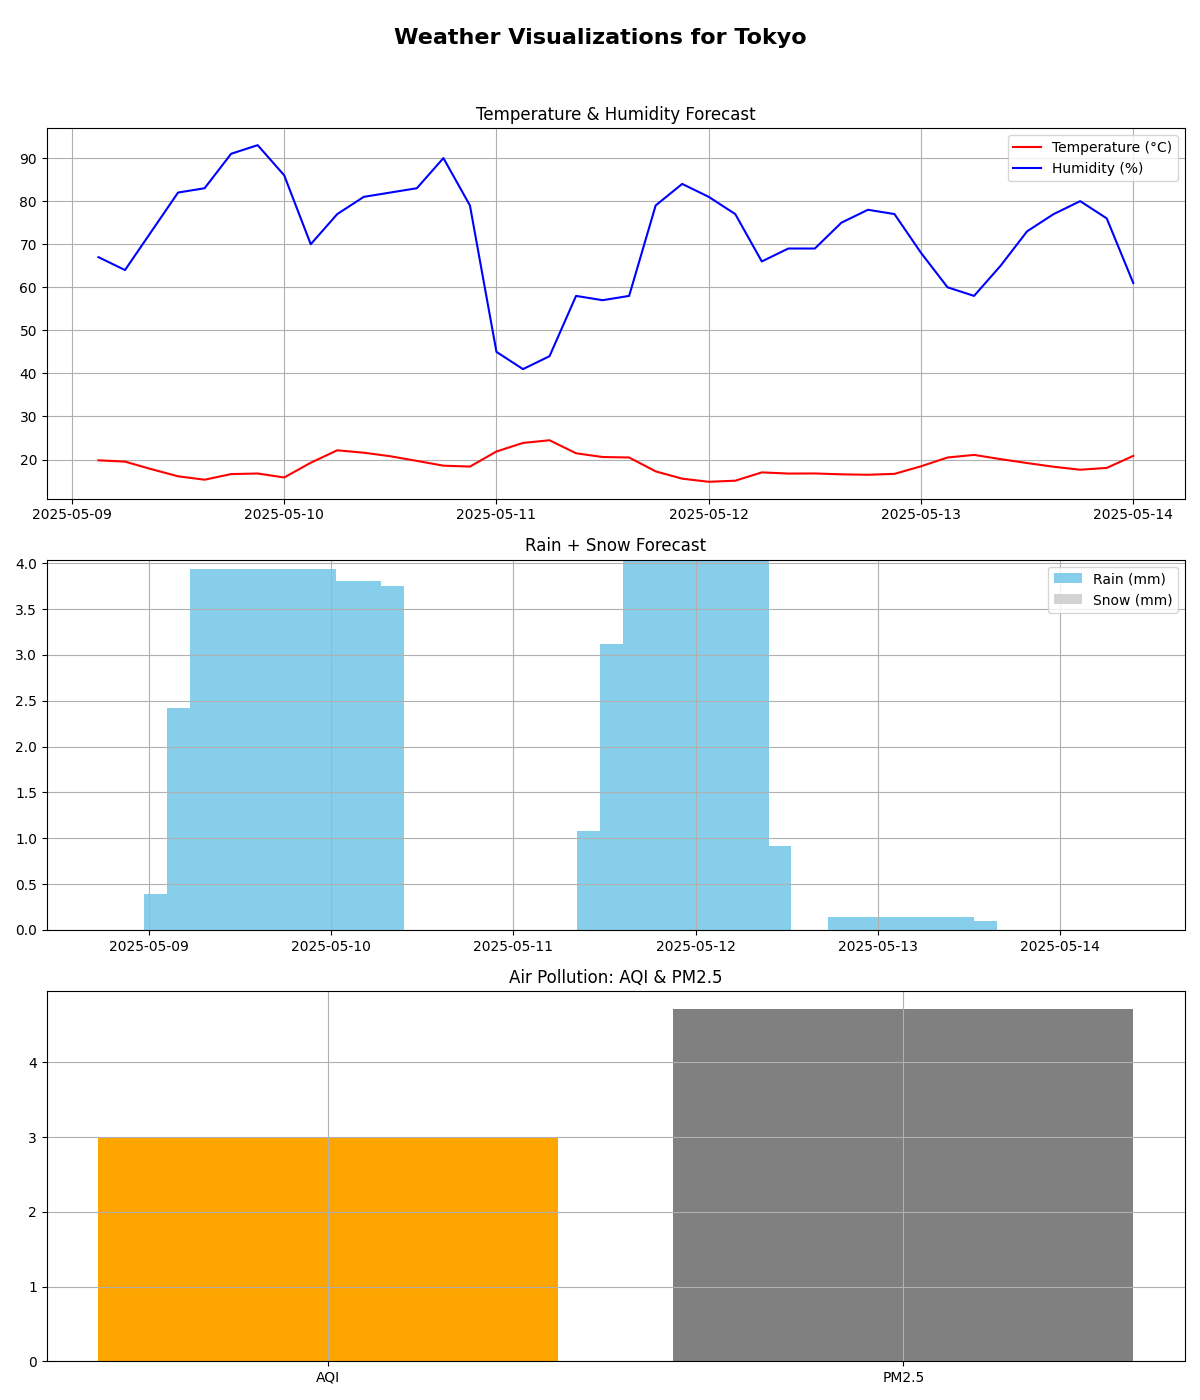 Weather Visualizations for Tokyo
Temperature & Humidity Forecast
Temperature (°C)
Humidity (%)
90
80
70
60
50
40
30
20
2025-05-09 2025-05-10 2025-05-11 2025-05-12 2025-05-13 2025-05-14
Rain + Snow Forecast
Rain (mm)
Snow (mm)
4.0
3.5
3.0
2.5
2.0
1.5
1.0
0.5
0.0
2025-05-09 2025-05-10 2025-05-11 2025-05-12 2025-05-13 2025-05-14
Air Pollution: AQI & PM2.5
4
3
2
1
0
AQI PM2.5